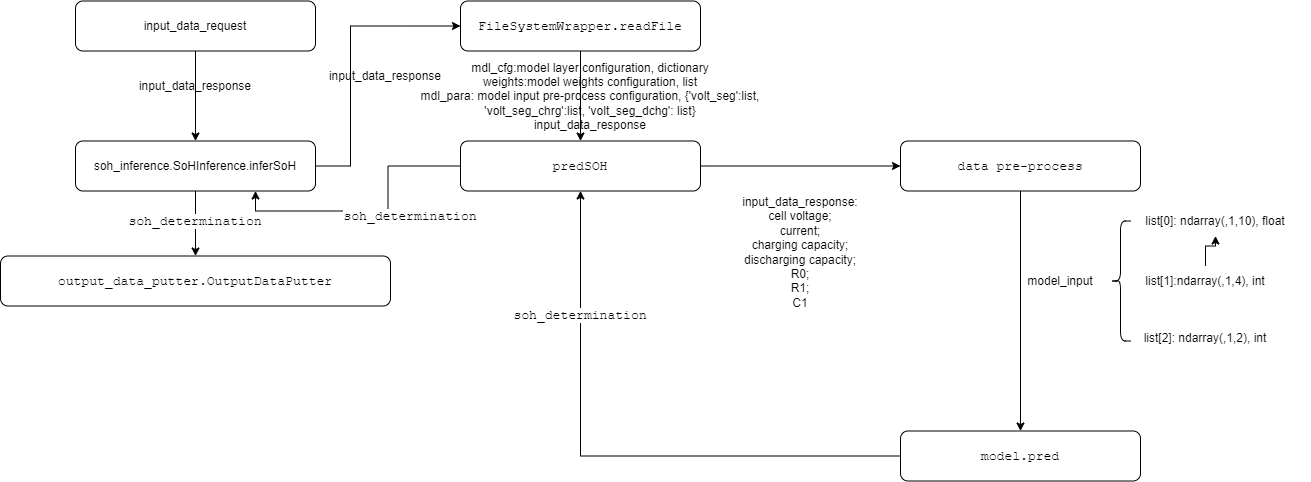 input_data_request
FileSystemWrapper.readFile
input_data_response
input_data_response
mdl_cfg:model layer configuration, dictionary
weights:model weights configuration, list
mdl_para: model input pre-process configuration, {'volt_seg':list,
'volt_seg_chrg':list, 'volt_seg_dchg': list}
input_data_response
soh_inference.SoHInference.inferSoH
predSOH
data pre-process
soh_determination
soh_determination
input_data_response:
cell voltage;
current;
charging capacity;
discharging capacity;
R0;
R1;
C1
output_data_putter.OutputDataPutter
model_input
list[0]: ndarray(,1,10), float
list[1]:ndarray(,1,4), int
list[2]: ndarray(,1,2), int
soh_determination
model.pred